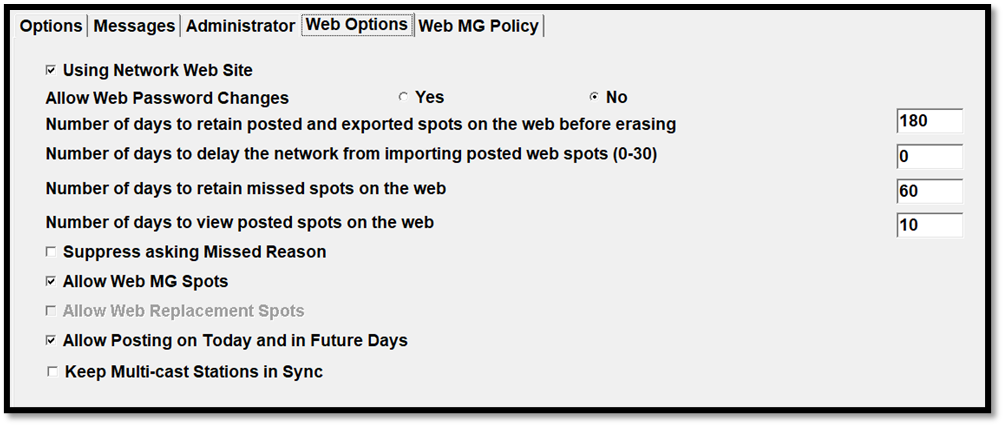 Options Messages Administrator Web Options Web MG Policy
Using Network Web Site
Allow Web Password Changes Yes No
Number of days to retain posted and exported spots on the web before erasing 180
Number of days to delay the network from importing posted web spots (0-30) 0
Number of days to retain missed spots on the web 60
Number of days to view posted spots on the web 10
Suppress asking Missed Reason
Allow Web MG Spots
Allow Web Replacement Spots
Allow Posting on Today and in Future Days
Keep Multi-cast Stations in Sync